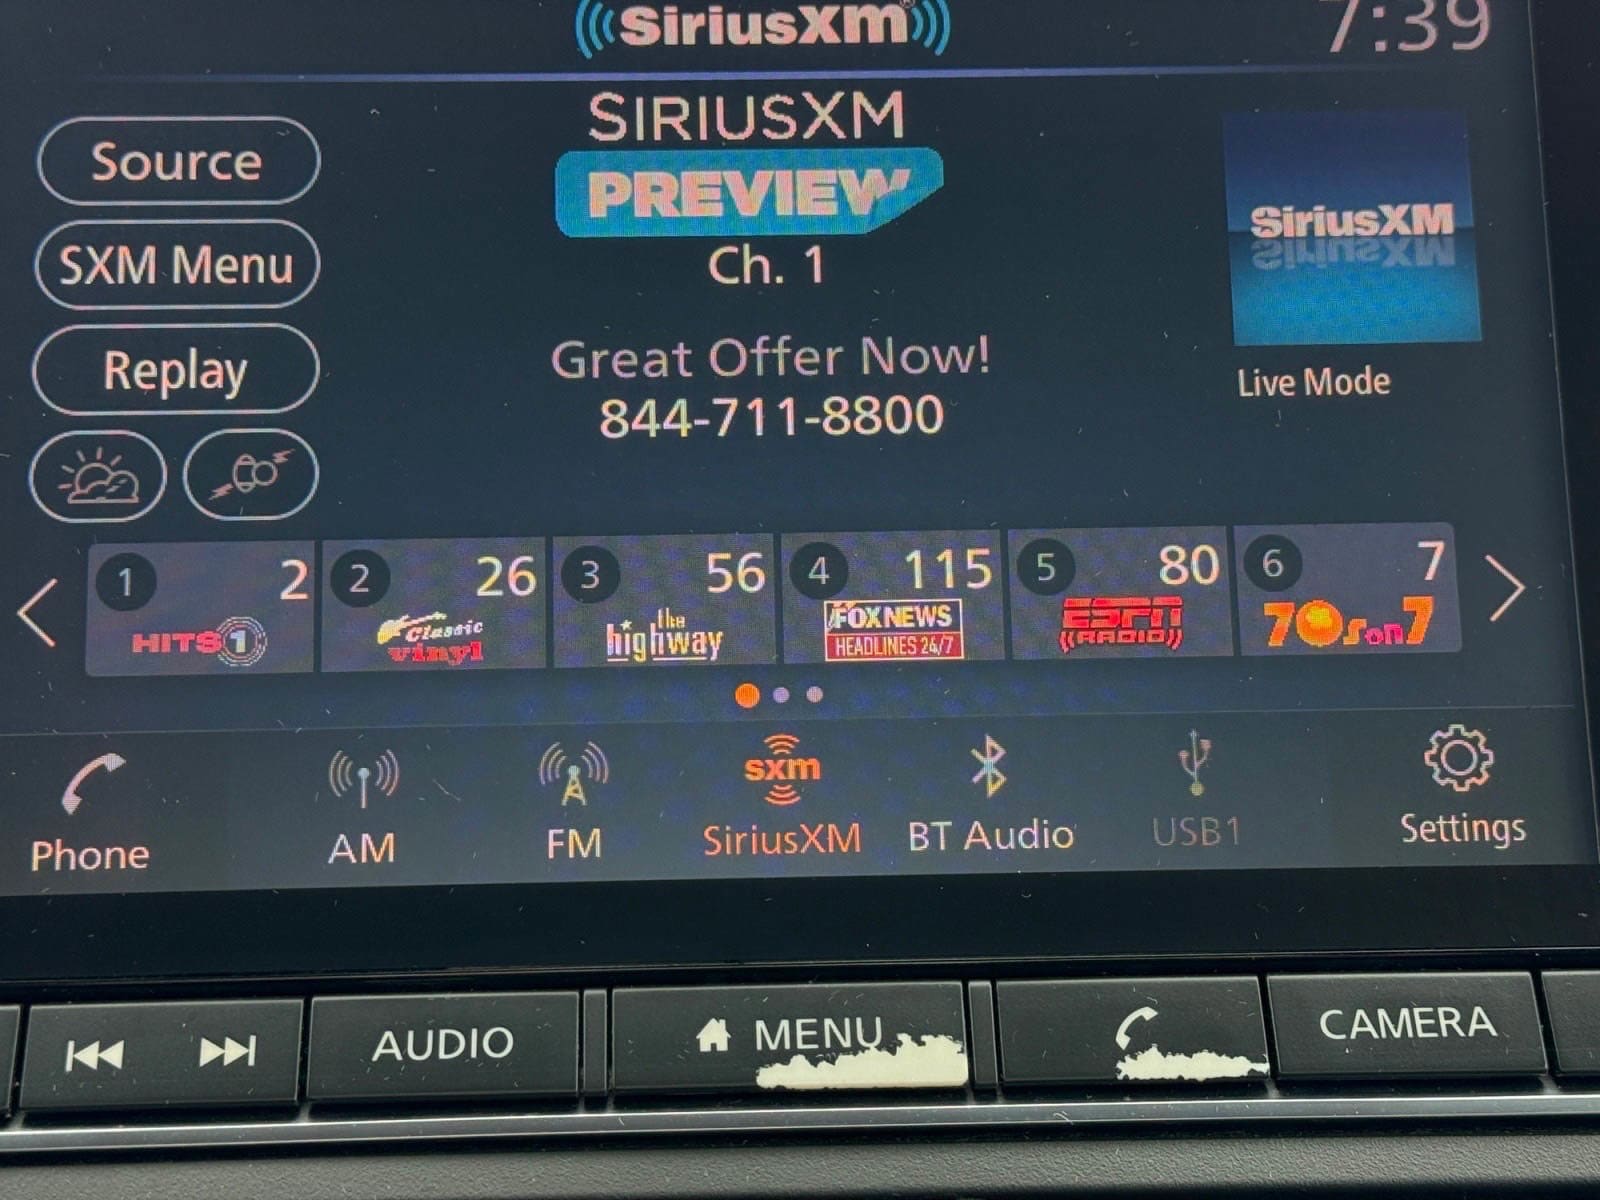 SiriusXM
7:39
Source
SXM Menu
Replay
SIRIUSXM
PREVIEW
Ch. 1
Great Offer Now!
844-711-8800
SiriusXM
Live Mode
1 2
HITS 1
2 26
Classic
vinyl
3 56
the
highway
4 115
FOX NEWS
HEADLINES 24/7
5 80
ESPN
RADIO
6 7
70s on 7
Phone
AM
FM
sxm
SiriusXM
BT Audio
USB1
Settings
AUDIO
MENU
CAMERA